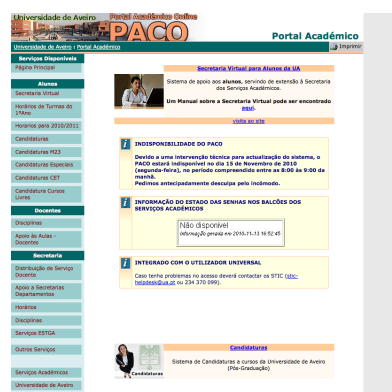 Universidade de Aveiro
Portal Académico Online
PACO
Portal Académico
Universidade de Aveiro » Portal Académico
Imprimir
Serviços Disponíveis
Página Principal
Alunos
Secretaria Virtual
Horários de Turmas do
1ºAno
Horários para 2010/2011
Candidaturas
Candidaturas M23
Candidaturas Especiais
Candidaturas CET
Candidatura Cursos
Livres
Docentes
Disciplinas
Apoio às Aulas -
Docentes
Secretaria
Distribuição de Serviço
Docente
Apoio a Secretarias
Departamentos
Horários
Disciplinas
Serviços ESTGA
Outros Serviços
Serviços Académicos
Universidade de Aveiro
Secretaria Virtual para Alunos da UA
Sistema de apoio aos alunos, servindo de extensão à Secretaria
dos Serviços Académicos.
Um Manual sobre a Secretaria Virtual pode ser encontrado
aqui.
visita ao site
INDISPONIBILIDADE DO PACO
Devido a uma intervenção técnica para actualização do sistema, o
PACO estará indisponível no dia 15 de Novembro de 2010
(segunda-feira), no período compreendido entre as 8:00 às 9:00 da
manhã.
Pedimos antecipadamente desculpa pelo incómodo.
INFORMAÇÃO DO ESTADO DAS SENHAS NOS BALCÕES DOS
SERVIÇOS ACADÉMICOS
Não disponível
informação gerada em 2010-11-13 16:52:45
INTEGRADO COM O UTILIZADOR UNIVERSAL
Caso tenha problemas no acesso deverá contactar os STIC (stic-
helpdesk@ua.pt ou 234 370 099).
Candidaturas
Candidaturas
Sistema de Candidaturas a cursos da Universidade de Aveiro
(Pós-Graduação)